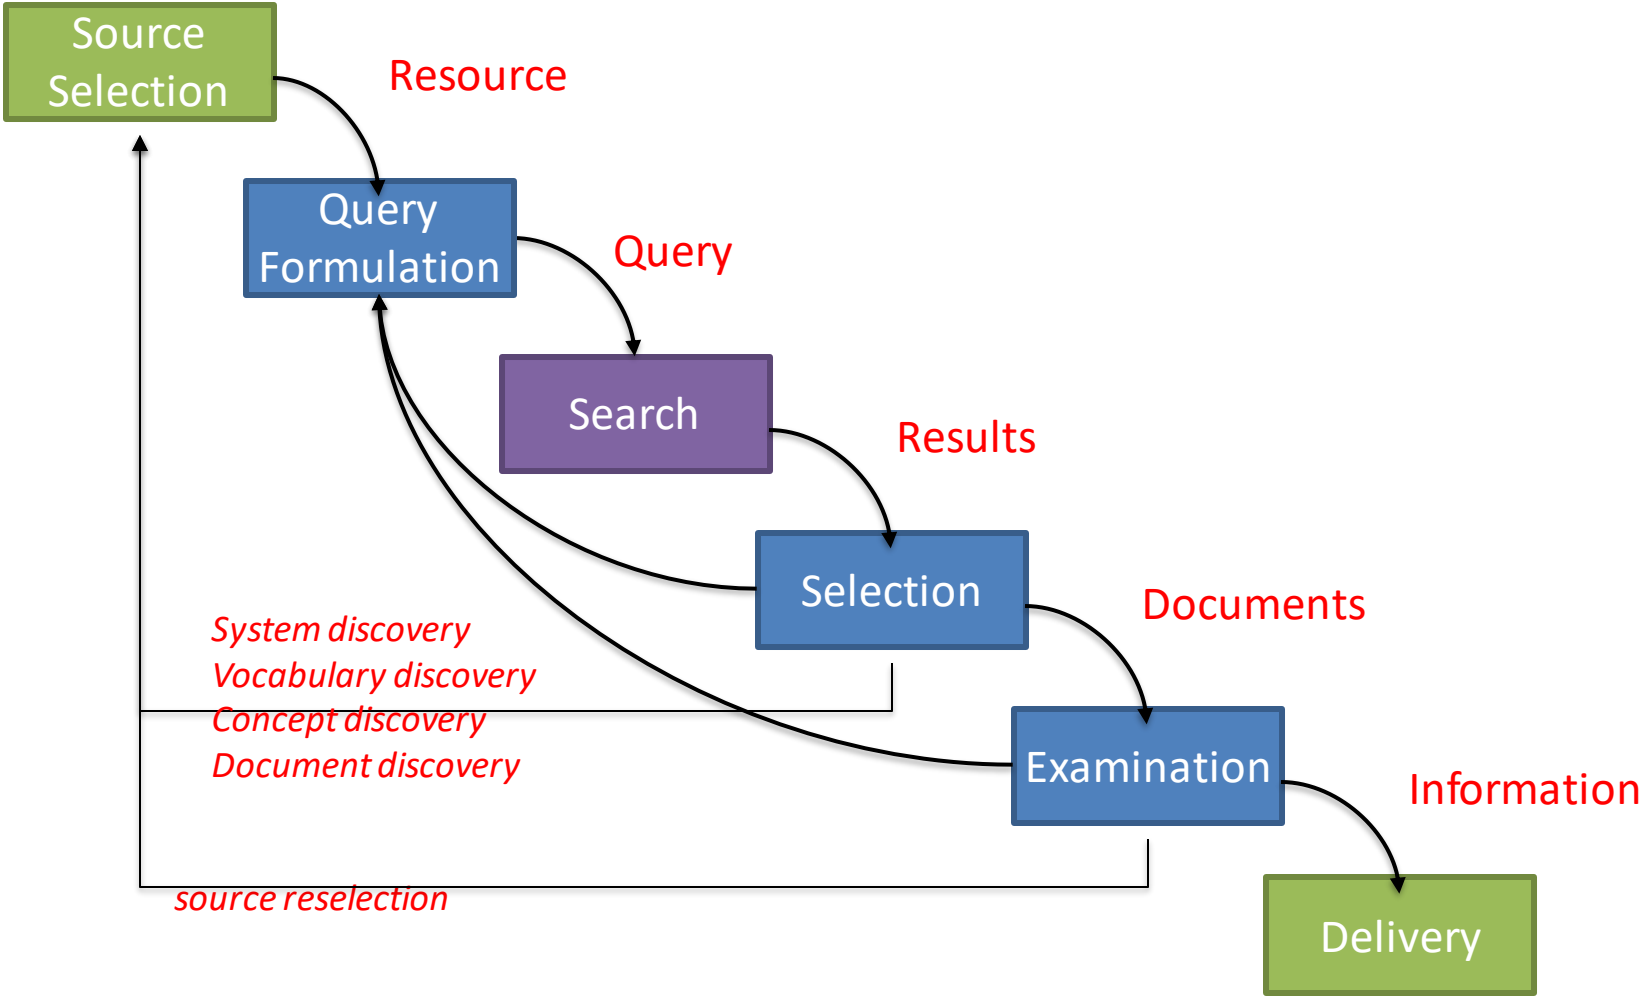 Source
Selection
Resource
Query
Formulation
Query
Search
Results
Selection
Documents
System discovery
Vocabulary discovery
Concept discovery
Document discovery
Examination
Information
source reselection
Delivery